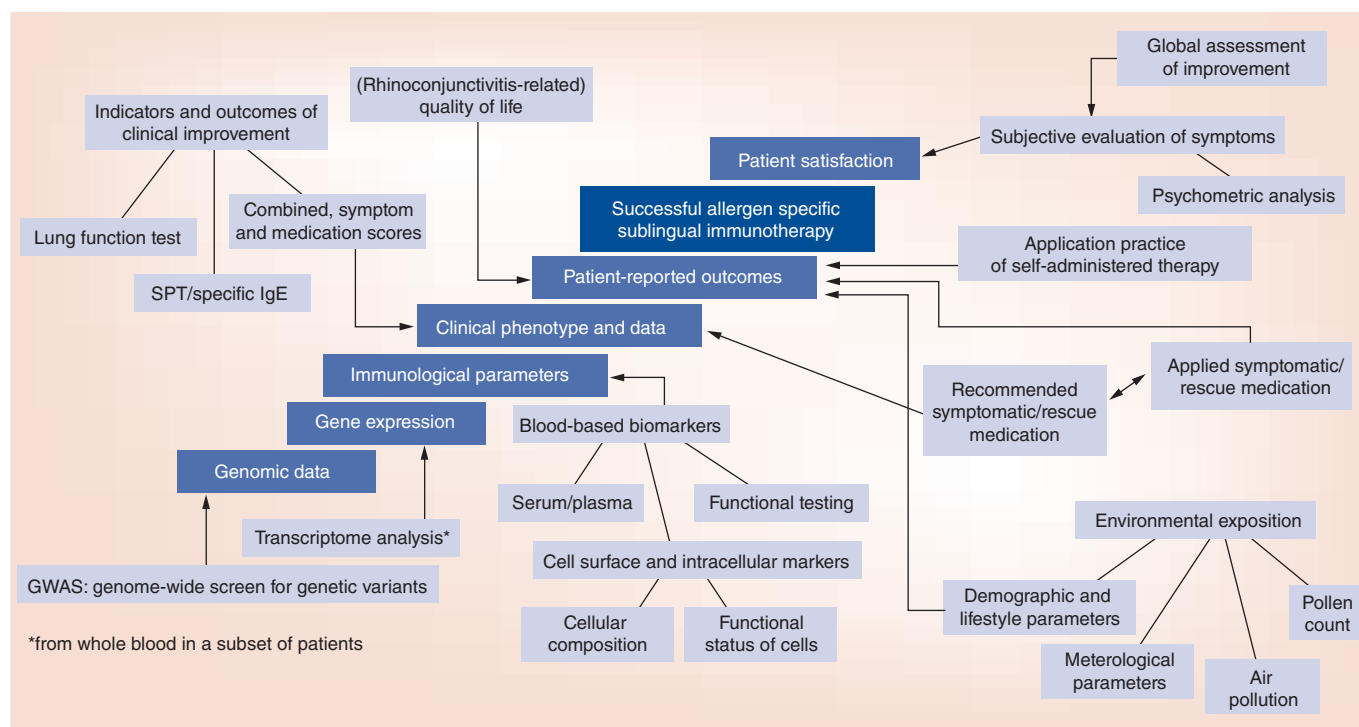 Global assessment
of improvement
(Rhinoconjunctivitis-related)
quality of life
Indicators and outcomes of
clinical improvement
Subjective evaluation of symptoms
Patient satisfaction
Psychometric analysis
Combined, symptom
and medication scores
Lung function test
Successful allergen specific
sublingual immunotherapy
Application practice
of self-administered therapy
Patient-reported outcomes
SPT/specific IgE
Clinical phenotype and data
Immunological parameters
Recommended
symptomatic/rescue
medication
Applied symptomatic/
rescue medication
Gene expression
Blood-based biomarkers
Genomic data
Serum/plasma
Functional testing
Environmental exposition
Transcriptome analysis*
Cell surface and intracellular markers
GWAS: genome-wide screen for genetic variants
Demographic and
lifestyle parameters
Pollen
count
Cellular
composition
Functional
status of cells
*from whole blood in a subset of patients
Meterological
parameters
Air
pollution